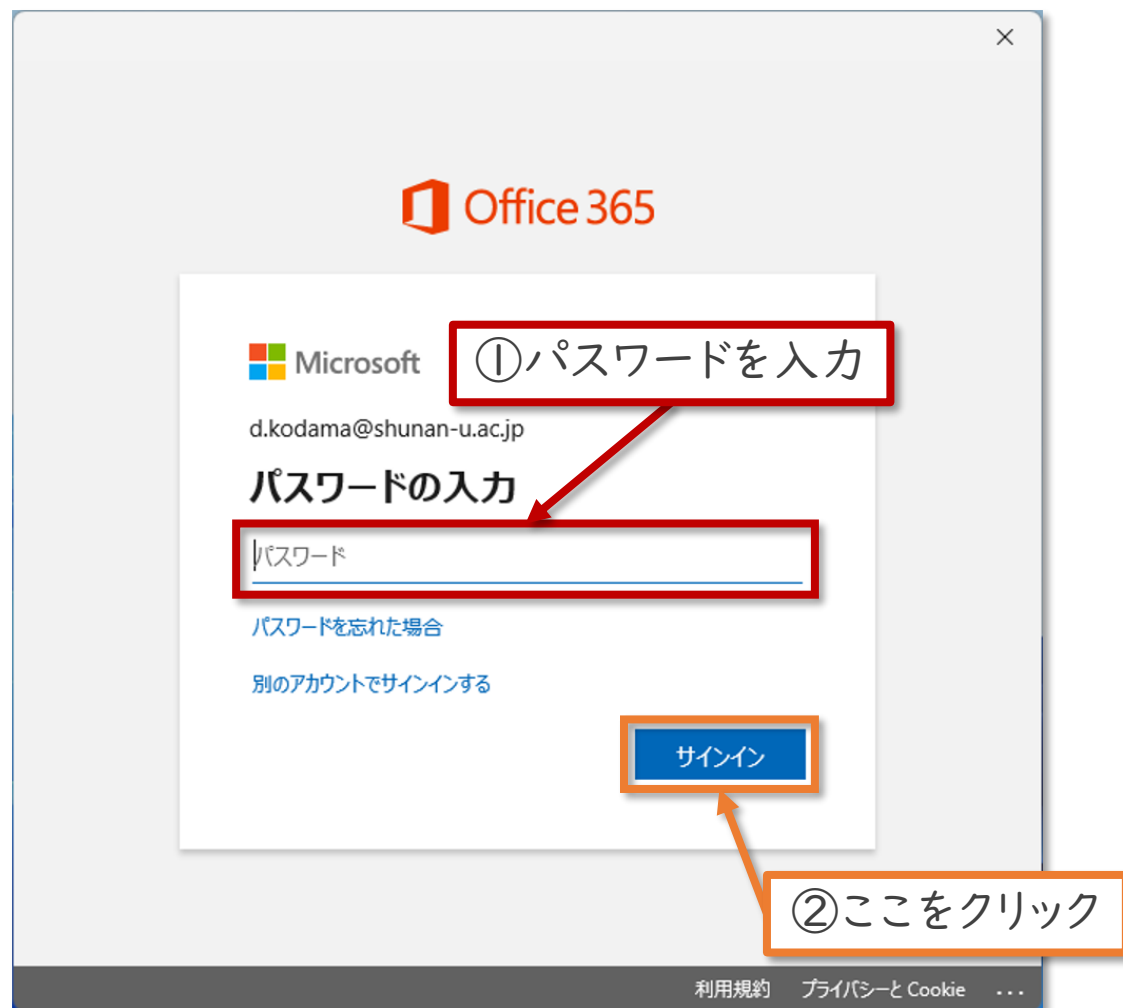 Office 365
Microsoft
①パスワードを入力
d.kodama@shunan-u.ac.jp
パスワードの入力
パスワード
パスワードを忘れた場合
別のアカウントでサインインする
サインイン
②ここをクリック
利用規約 プライバシーと Cookie ...